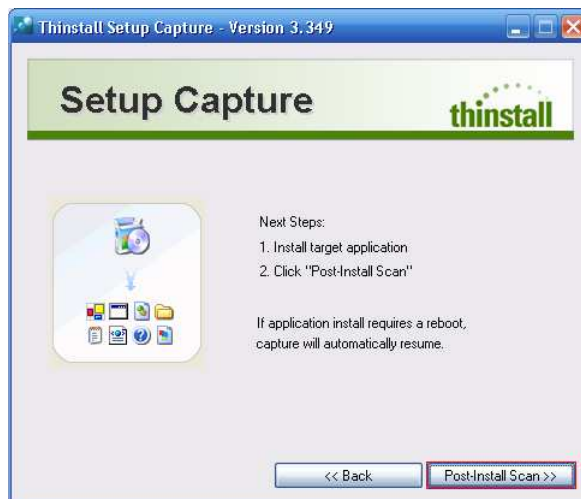 Thinstall Setup Capture - Version 3.349
Setup Capture
thinstall
Next Steps:
1. Install target application
2. Click "Post-Install Scan"
If application install requires a reboot,
capture will automatically resume.
<< Back
Post-Install Scan >>